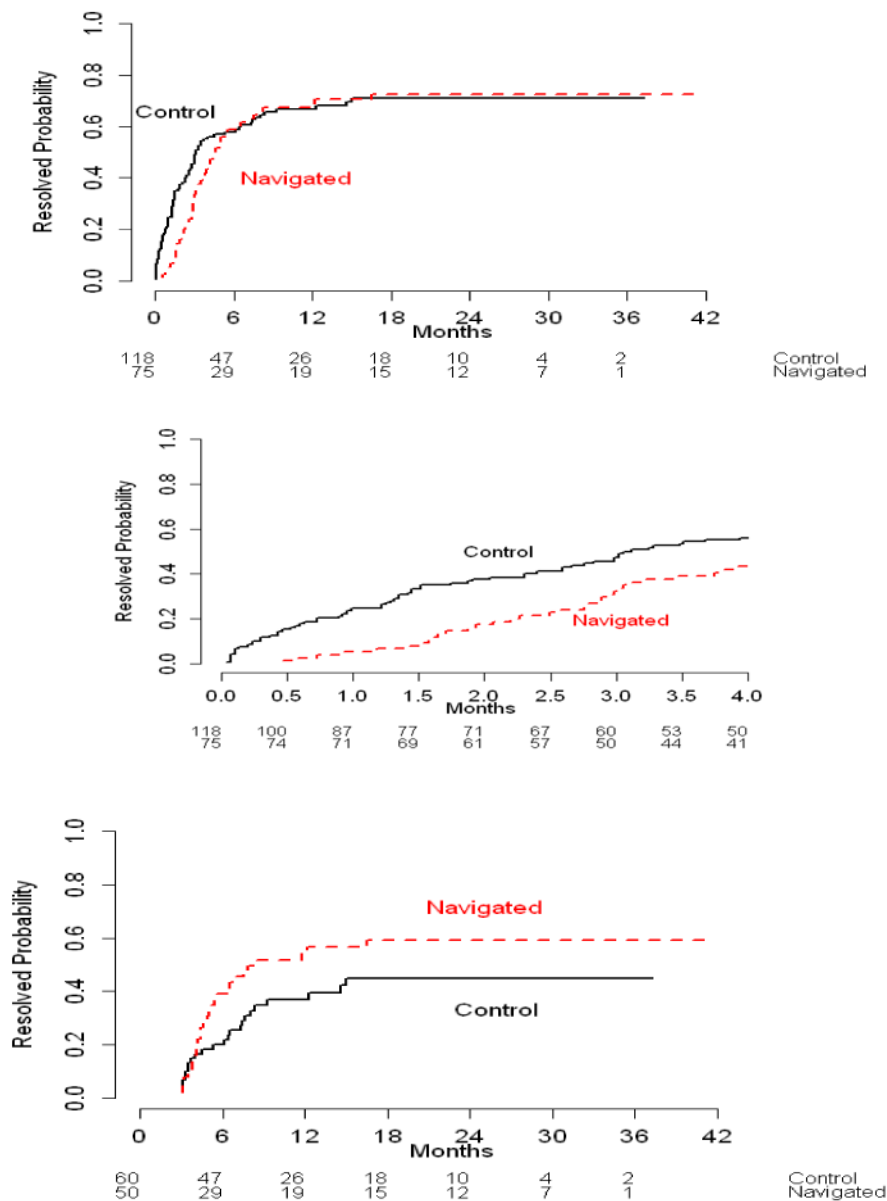 Resolved Probability
1.0
0.8
0.6
0.4
0.2
0.0
Control
Navigated
0 6 12 18 24 30 36 42
Months
118 47 26 18 10 4 2 Control
75 29 19 15 12 7 1 Navigated
Resolved Probability
1.0
0.8
0.6
0.4
0.2
0.0
Control
Navigated
0.0 0.5 1.0 1.5 2.0 2.5 3.0 3.5 4.0
Months
118 100 87 77 71 67 60 53 50
75 74 71 69 61 57 50 44 41
Resolved Probability
1.0
0.8
0.6
0.4
0.2
0.0
Navigated
Control
0 6 12 18 24 30 36 42
Months
60 47 26 18 10 4 2 Control
50 29 19 15 12 7 1 Navigated